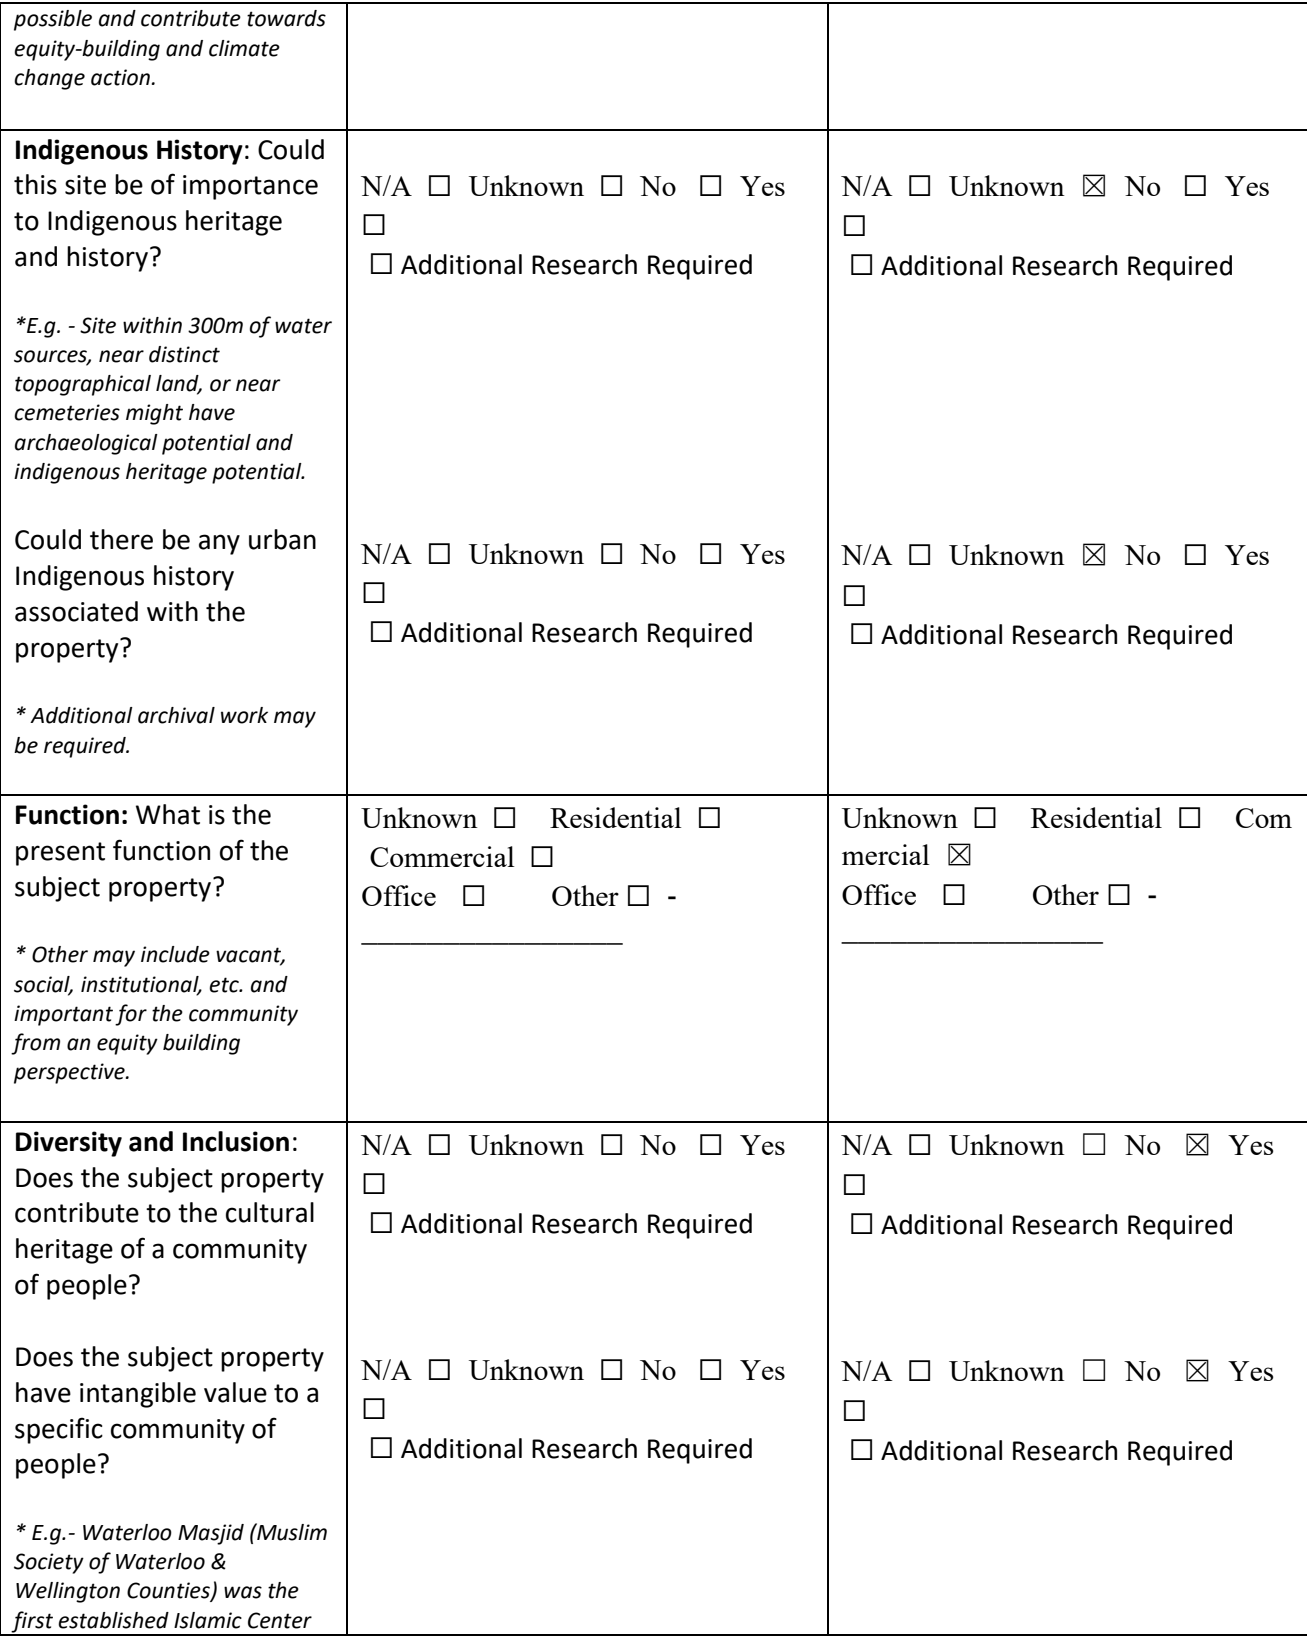 possible and contribute towards
equity-building and climate
change action.
Indigenous History: Could
this site be of importance
to Indigenous heritage
and history?
*E.g. - Site within 300m of water
sources, near distinct
topographical land, or near
cemeteries might have
archaeological potential and
indigenous heritage potential.
Could there be any urban
Indigenous history
associated with the
property?
* Additional archival work may
be required.
N/A ☐ Unknown ☐ No ☐ Yes
☐
☐ Additional Research Required
N/A ☐ Unknown ☐ No ☐ Yes
☐
☐ Additional Research Required
N/A ☐ Unknown ☒ No ☐ Yes
☐
☐ Additional Research Required
N/A ☐ Unknown ☒ No ☐ Yes
☐
☐ Additional Research Required
Function: What is the
present function of the
subject property?
* Other may include vacant,
social, institutional, etc. and
important for the community
from an equity building
perspective.
Unknown ☐ Residential ☐
Commercial ☐
Office ☐ Other ☐ -
__________________
Unknown ☐ Residential ☐ Com
mercial ☒
Office ☐ Other ☐ -
__________________
Diversity and Inclusion:
Does the subject property
contribute to the cultural
heritage of a community
of people?
Does the subject property
have intangible value to a
specific community of
people?
* E.g.- Waterloo Masjid (Muslim
Society of Waterloo &
Wellington Counties) was the
first established Islamic Center
N/A ☐ Unknown ☐ No ☐ Yes
☐
☐ Additional Research Required
N/A ☐ Unknown ☐ No ☐ Yes
☐
☐ Additional Research Required
N/A ☐ Unknown ☐ No ☒ Yes
☐
☐ Additional Research Required
N/A ☐ Unknown ☐ No ☒ Yes
☐
☐ Additional Research Required